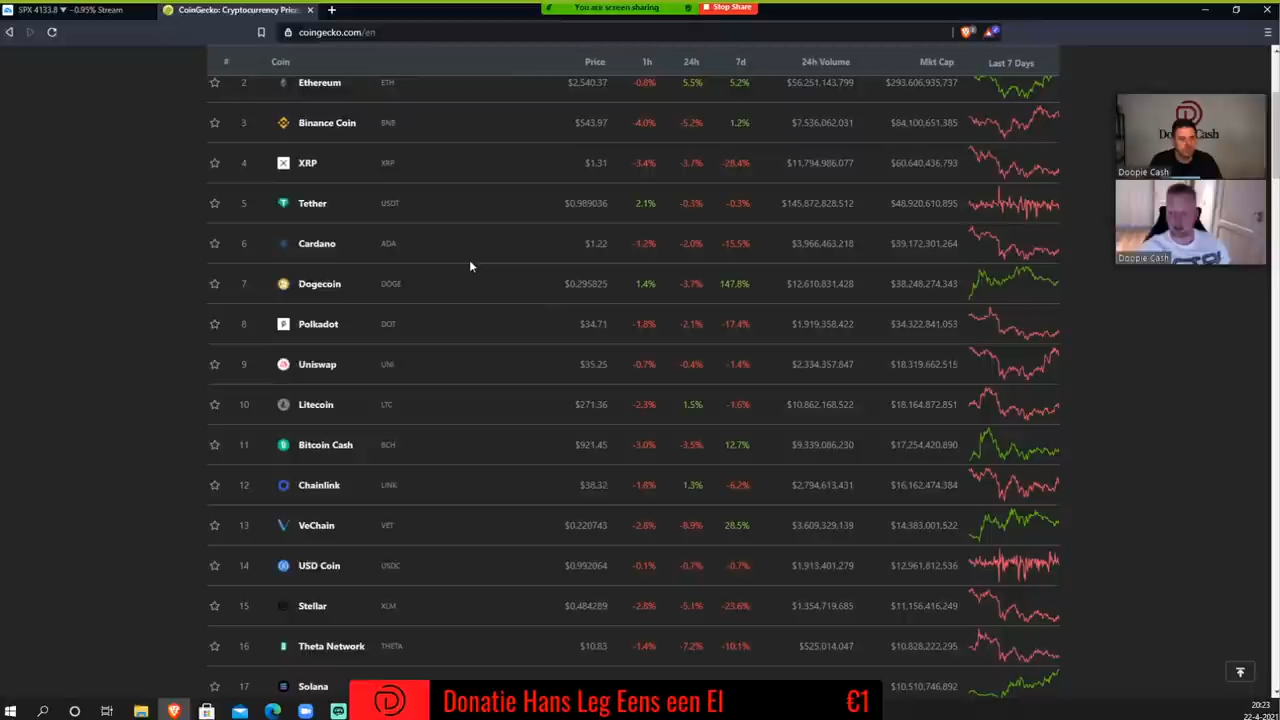 SPX 4133.8 ▼ −0.95% Stream
CoinGecko: Cryptocurrency Price
You are screen sharing
Stop Share
coingecko.com/en
# Coin Price 1h 24h 7d 24h Volume Mkt Cap Last 7 Days
2 Ethereum ETH $2,540.37 -0.8% 5.5% 5.2% $56,251,143,799 $293,606,935,737
3 Binance Coin BNB $543.97 -4.0% -5.2% 1.2% $7,536,062,031 $84,100,651,385
4 XRP XRP $1.31 -3.4% -3.7% -28.4% $11,794,986,077 $60,640,436,793
5 Tether USDT $0.989036 2.1% -0.3% -0.3% $145,872,828,512 $48,920,610,895
6 Cardano ADA $1.22 -1.2% -2.0% -15.5% $3,966,463,218 $39,172,301,264
7 Dogecoin DOGE $0.295825 1.4% -3.7% 147.8% $12,610,831,428 $38,248,274,343
8 Polkadot DOT $34.71 -1.8% -2.1% -17.4% $1,919,358,422 $34,322,841,053
9 Uniswap UNI $35.25 -0.7% -0.4% -1.4% $2,334,357,847 $18,319,662,515
10 Litecoin LTC $271.36 -2.3% 1.5% -1.6% $10,862,168,522 $18,164,872,851
11 Bitcoin Cash BCH $921.45 -3.0% -3.5% 12.7% $9,339,086,230 $17,254,420,890
12 Chainlink LINK $38.32 -1.8% 1.3% -6.2% $2,794,613,431 $16,162,474,384
13 VeChain VET $0.220743 -2.8% -8.9% 28.5% $3,609,329,139 $14,383,001,522
14 USD Coin USDC $0.992064 -0.1% -0.7% -0.7% $1,913,401,279 $12,961,812,536
15 Stellar XLM $0.484289 -2.8% -5.1% -23.6% $1,354,719,685 $11,156,416,249
16 Theta Network THETA $10.83 -1.4% -7.2% -10.1% $525,014,047 $10,828,222,295
17 Solana $10,510,746,892
Doopie Cash
Doopie Cash
Donatie Hans Leg Eens een EI €1
20:23
22-4-2021